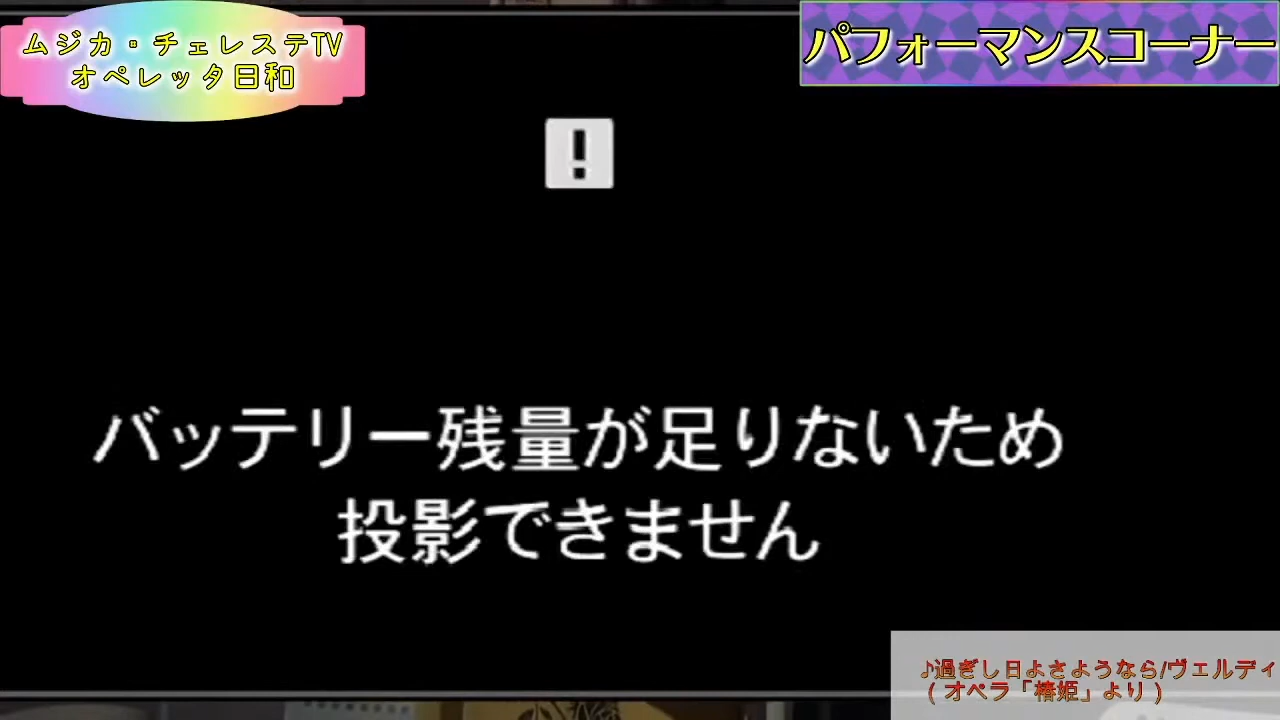 ムジカ・チェレステTV
オペレッタ日和
パフォーマンスコーナー
!
バッテリー残量が足りないため
投影できません
♪過ぎし日よさようなら/ヴェルディ
(オペラ「椿姫」より)